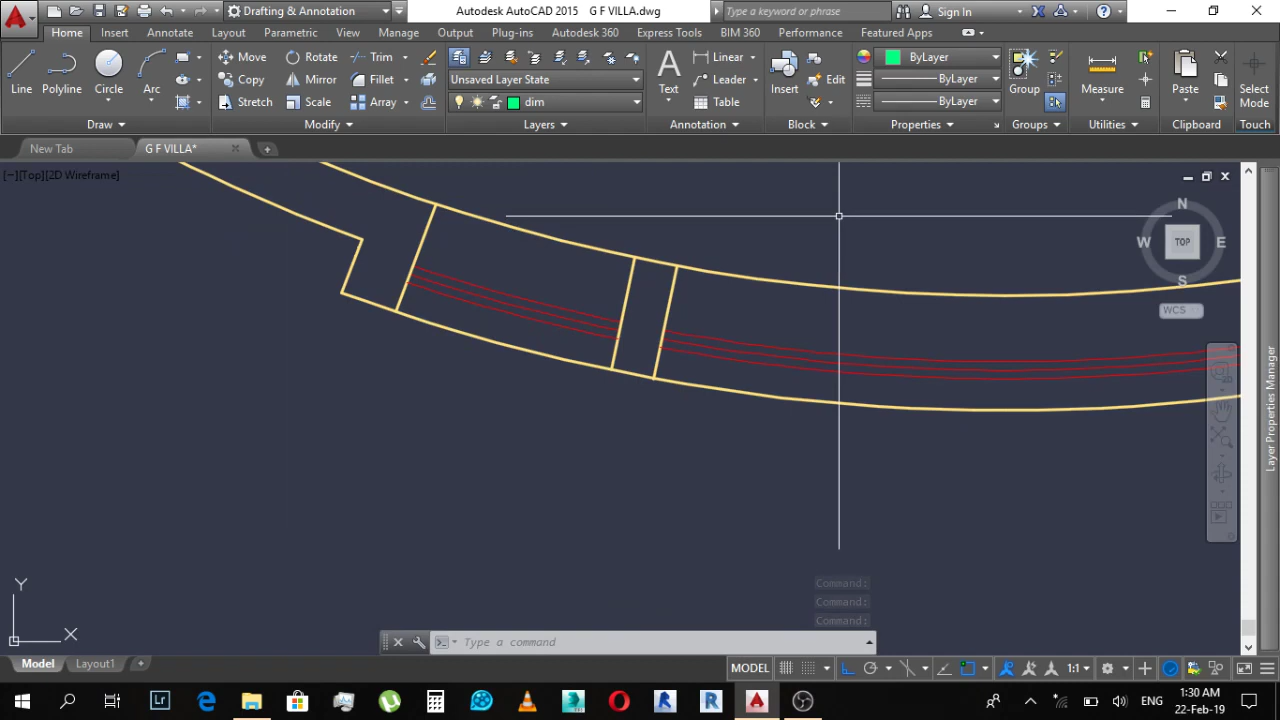 Drafting & Annotation
Autodesk AutoCAD 2015 G F VILLA.dwg
Type a keyword or phrase
Sign In
Home Insert Annotate Layout Parametric View Manage Output Plug-ins Autodesk 360 Express Tools BIM 360 Performance Featured Apps
Line
Polyline
Circle
Arc
Move
Rotate
Trim
Copy
Mirror
Fillet
Stretch
Scale
Array
Unsaved Layer State
dim
Text
Linear
Leader
Table
Insert
Edit
ByLayer
ByLayer
ByLayer
Group
Measure
Paste
Select Mode
Draw
Modify
Layers
Annotation
Block
Properties
Groups
Utilities
Clipboard
Touch
New Tab
G F VILLA*
[−][Top][2D Wireframe]
N
W TOP E
S
WCS
Layer Properties Manager
Y
X
Command:
Command:
Command:
Type a command
Model Layout1
MODEL
1:1
ENG
1:30 AM
22-Feb-19